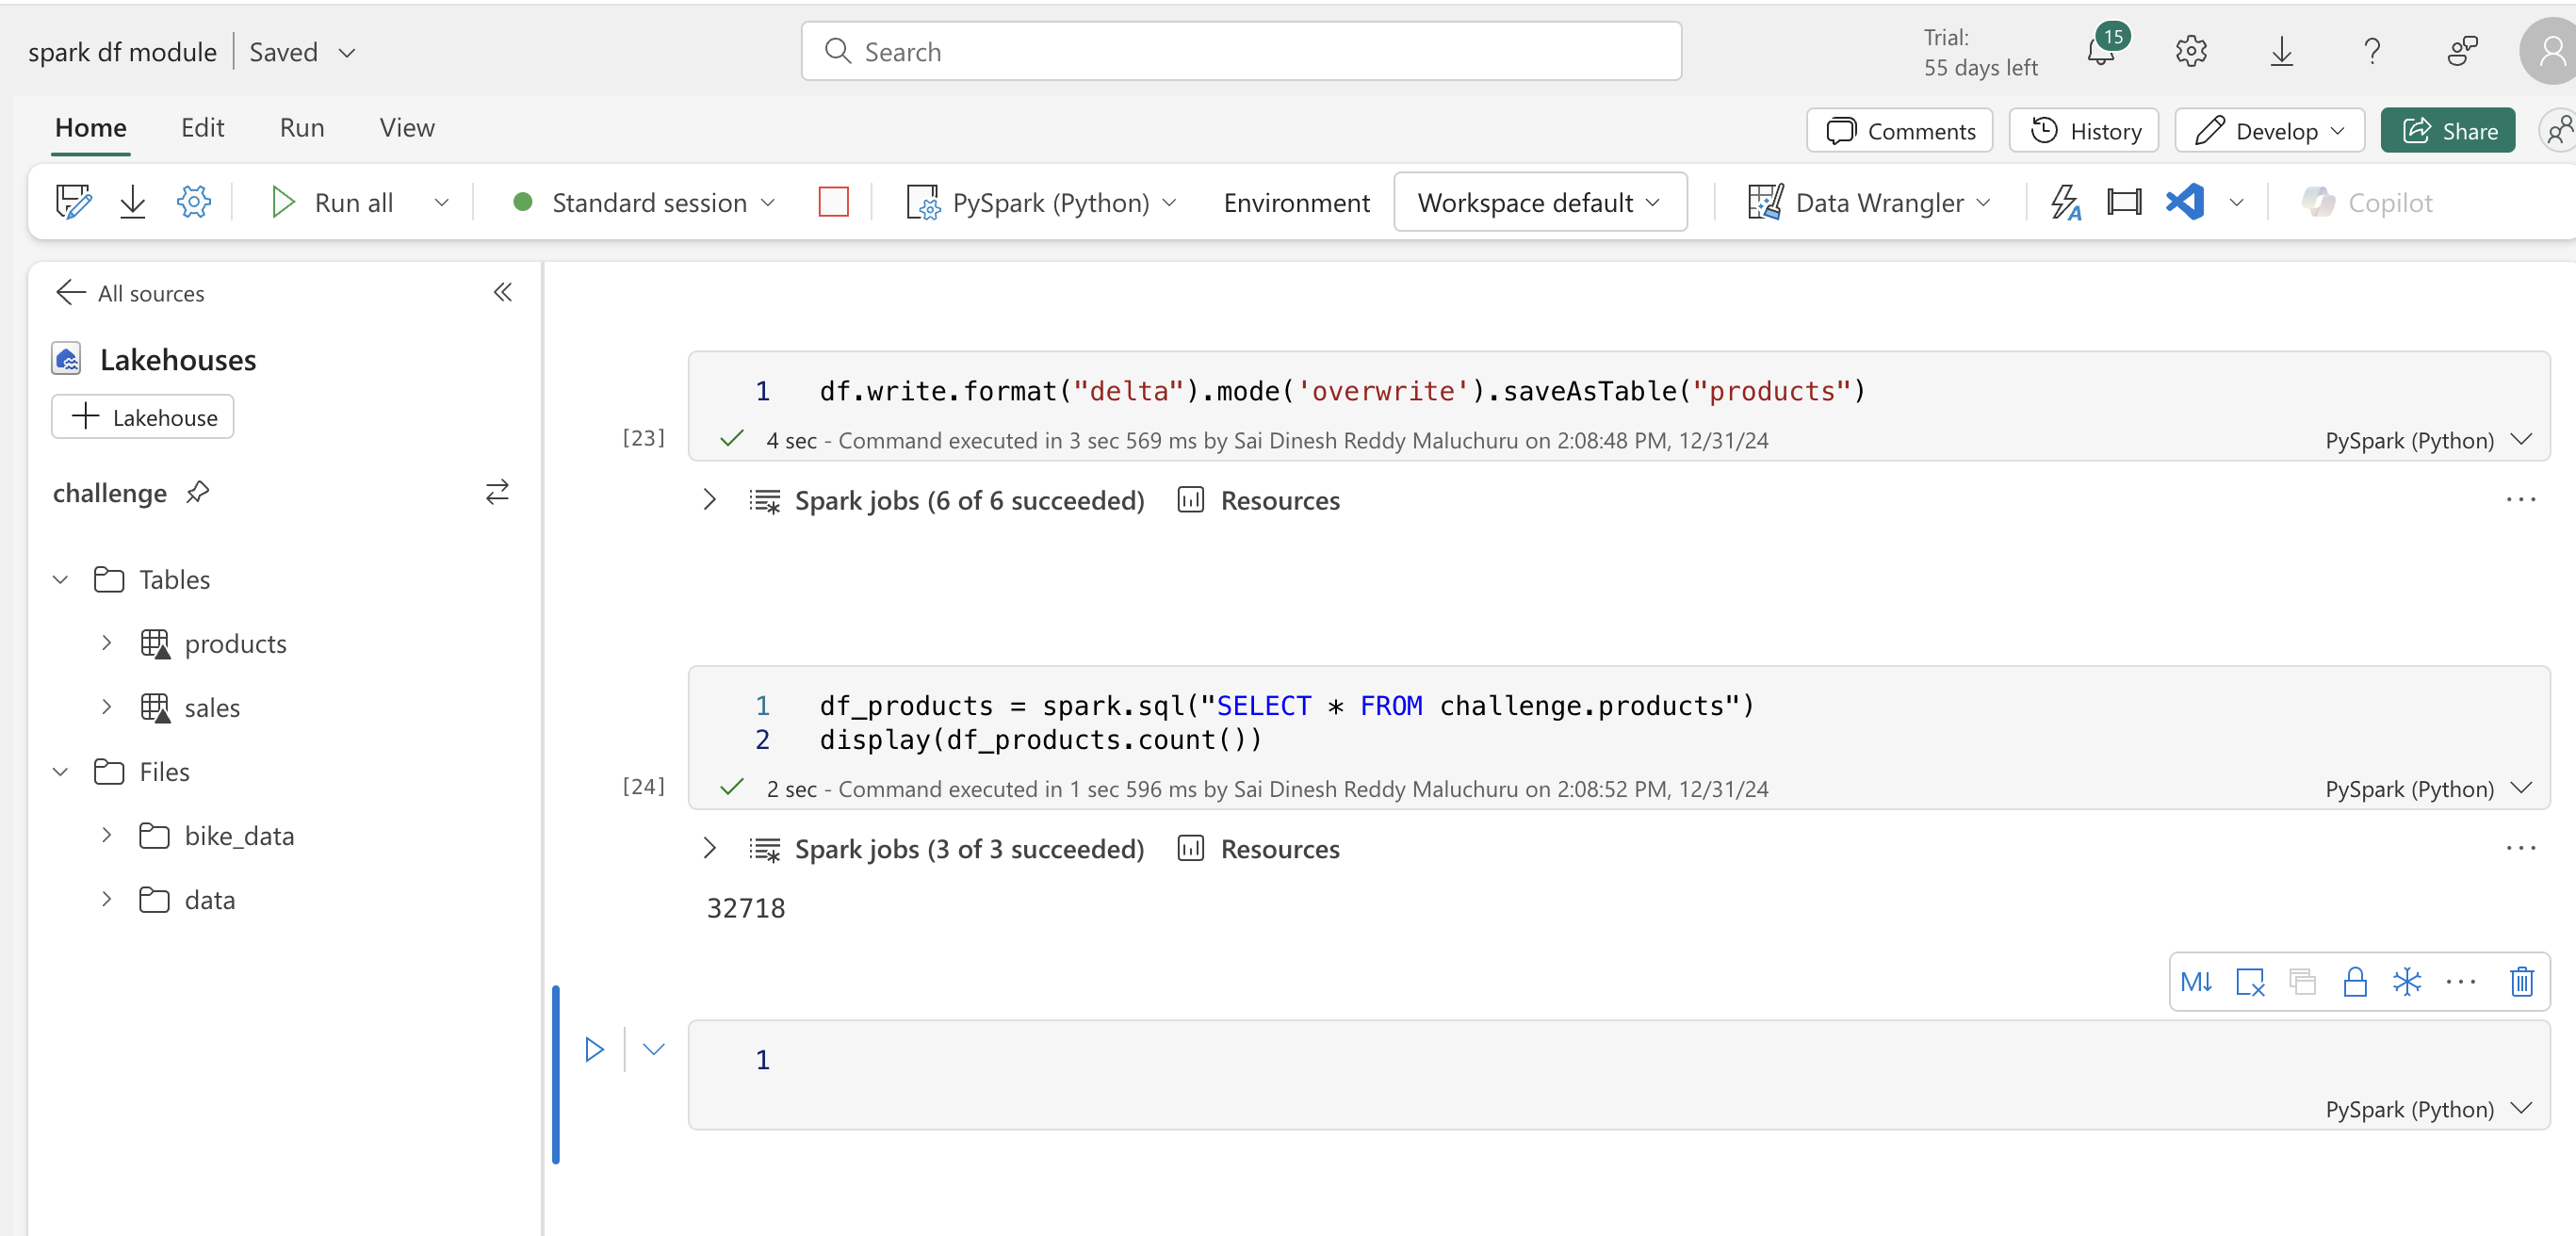 spark df module | Saved
Search
Trial:
55 days left
15
Home Edit Run View
Comments History Develop Share
Run all Standard session PySpark (Python) Environment Workspace default Data Wrangler Copilot
All sources
Lakehouses
Lakehouse
challenge
Tables
products
sales
Files
bike_data
data
1 df.write.format("delta").mode('overwrite').saveAsTable("products")
[23] 4 sec - Command executed in 3 sec 569 ms by Sai Dinesh Reddy Maluchuru on 2:08:48 PM, 12/31/24 PySpark (Python)
Spark jobs (6 of 6 succeeded) Resources
1 df_products = spark.sql("SELECT * FROM challenge.products")
2 display(df_products.count())
[24] 2 sec - Command executed in 1 sec 596 ms by Sai Dinesh Reddy Maluchuru on 2:08:52 PM, 12/31/24 PySpark (Python)
Spark jobs (3 of 3 succeeded) Resources
32718
M↓
1
PySpark (Python)